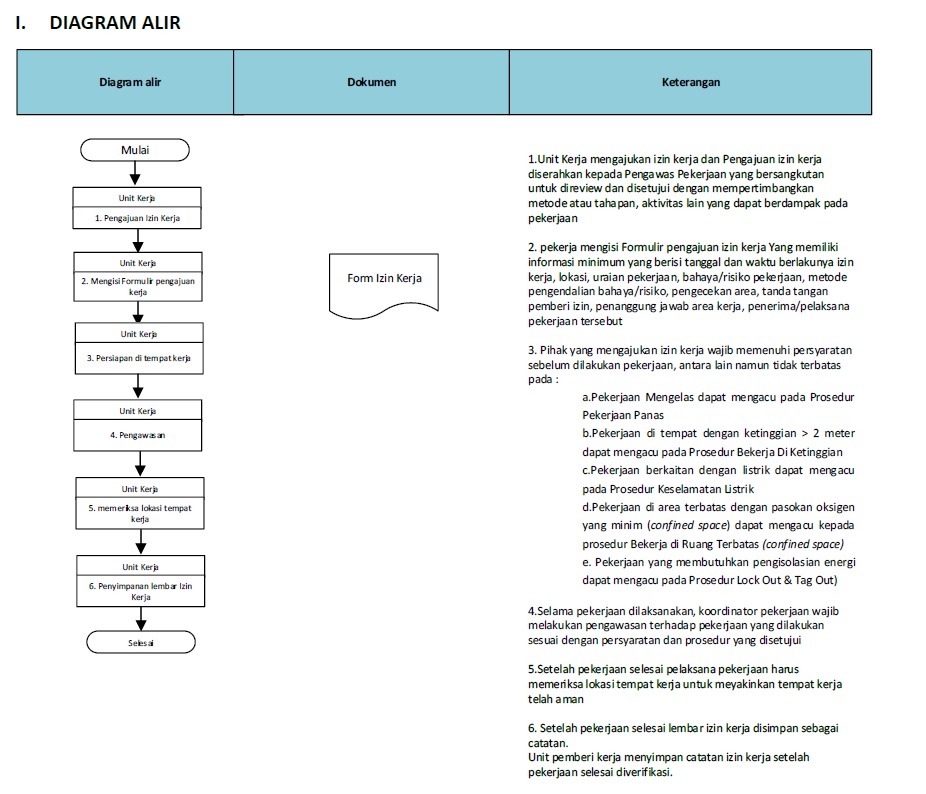 I. DIAGRAM ALIR
Diagram alir
Dokumen
Keterangan
Mulai
Unit Kerja
1. Pengajuan Izin Kerja
Unit Kerja
2. Mengisi Formulir pengajuan
kerja
Unit Kerja
3. Persiapan di tempat kerja
Unit Kerja
4. Pengawasan
Unit Kerja
5. memeriksa lokasi tempat
kerja
Unit Kerja
6. Penyimpanan lembar Izin
Kerja
Selesai
Form Izin Kerja
1.Unit Kerja mengajukan izin kerja dan Pengajuan izin kerja
diserahkan kepada Pengawas Pekerjaan yang bersangkutan
untuk direview dan disetujui dengan mempertimbangkan
metode atau tahapan, aktivitas lain yang dapat berdampak pada
pekerjaan
2. pekerja mengisi Formulir pengajuan izin kerja Yang memiliki
informasi minimum yang berisi tanggal dan waktu berlakunya izin
kerja, lokasi, uraian pekerjaan, bahaya/risiko pekerjaan, metode
pengendalian bahaya/risiko, pengecekan area, tanda tangan
pemberi izin, penanggung jawab area kerja, penerima/pelaksana
pekerjaan tersebut
3. Pihak yang mengajukan izin kerja wajib memenuhi persyaratan
sebelum dilakukan pekerjaan, antara lain namun tidak terbatas
pada :
a.Pekerjaan Mengelas dapat mengacu pada Prosedur
Pekerjaan Panas
b.Pekerjaan di tempat dengan ketinggian > 2 meter
dapat mengacu pada Prosedur Bekerja Di Ketinggian
c.Pekerjaan berkaitan dengan listrik dapat mengacu
pada Prosedur Keselamatan Listrik
d.Pekerjaan di area terbatas dengan pasokan oksigen
yang minim (confined space) dapat mengacu kepada
prosedur Bekerja di Ruang Terbatas (confined space)
e. Pekerjaan yang membutuhkan pengisolasian energi
dapat mengacu pada Prosedur Lock Out & Tag Out)
4.Selama pekerjaan dilaksanakan, koordinator pekerjaan wajib
melakukan pengawasan terhadap pekerjaan yang dilakukan
sesuai dengan persyaratan dan prosedur yang disetujui
5.Setelah pekerjaan selesai pelaksana pekerjaan harus
memeriksa lokasi tempat kerja untuk meyakinkan tempat kerja
telah aman
6. Setelah pekerjaan selesai lembar izin kerja disimpan sebagai
catatan.
Unit pemberi kerja menyimpan catatan izin kerja setelah
pekerjaan selesai diverifikasi.